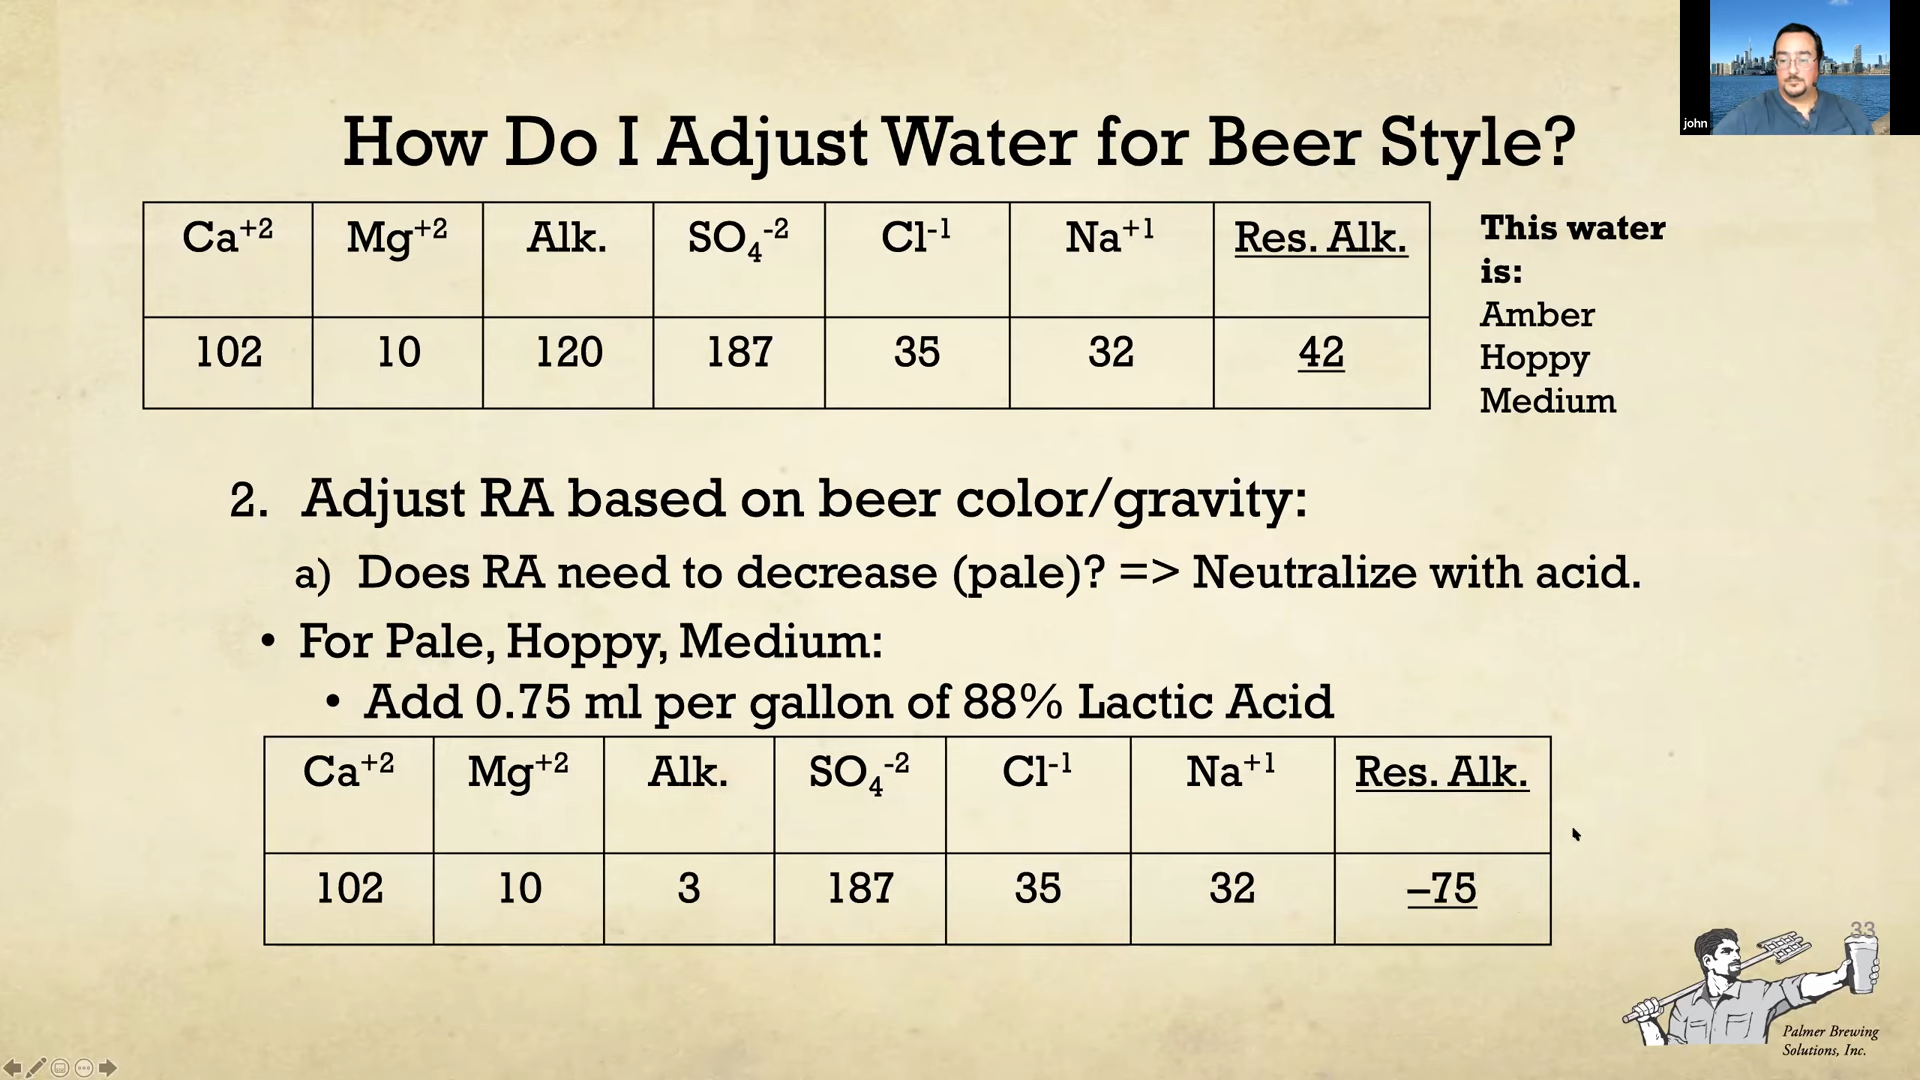 john
How Do I Adjust Water for Beer Style?
Ca+2 Mg+2 Alk. SO4-2 Cl-1 Na+1 Res. Alk.
102 10 120 187 35 32 42
This water
is:
Amber
Hoppy
Medium
2. Adjust RA based on beer color/gravity:
a) Does RA need to decrease (pale)? => Neutralize with acid.
• For Pale, Hoppy, Medium:
• Add 0.75 ml per gallon of 88% Lactic Acid
Ca+2 Mg+2 Alk. SO4-2 Cl-1 Na+1 Res. Alk.
102 10 3 187 35 32 –75
33
Palmer Brewing
Solutions, Inc.